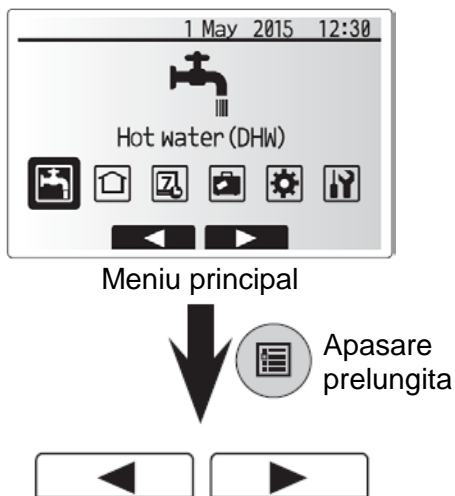 1 May 2015 12:30
Hot water (DHW)
Meniu principal
Apasare
prelungita